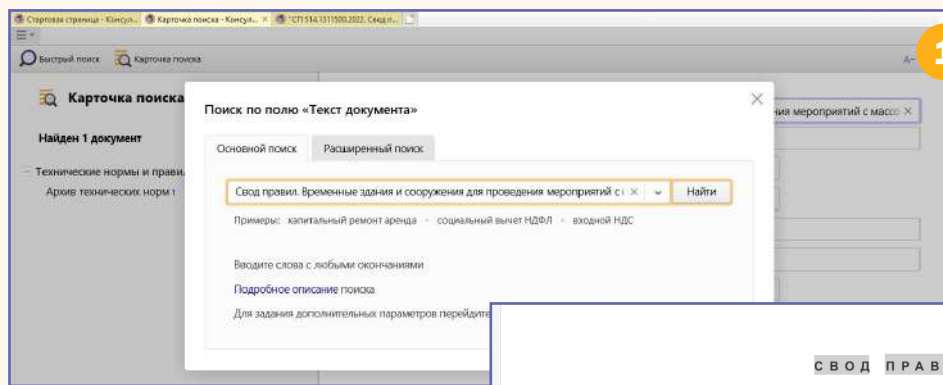 Стартовая страница - Консул...
Карточка поиска - Консул... ×
"СП 514.1311500.2022. Свод п...
Быстрый поиск
Карточка поиска
1
Карточка поиска
Найден 1 документ
Технические нормы и прави
Архив технических норм
Поиск по полю «Текст документа»
ния мероприятий с массо ×
Основной поиск
Расширенный поиск
Свод правил. Временные здания и сооружения для проведения мероприятий с
Найти
Примеры: капитальный ремонт аренда • социальный вычет НДФЛ • входной НДС
Вводите слова с любыми окончаниями
Подробное описание поиска
Для задания дополнительных параметров перейдите
СВОД ПРАВ